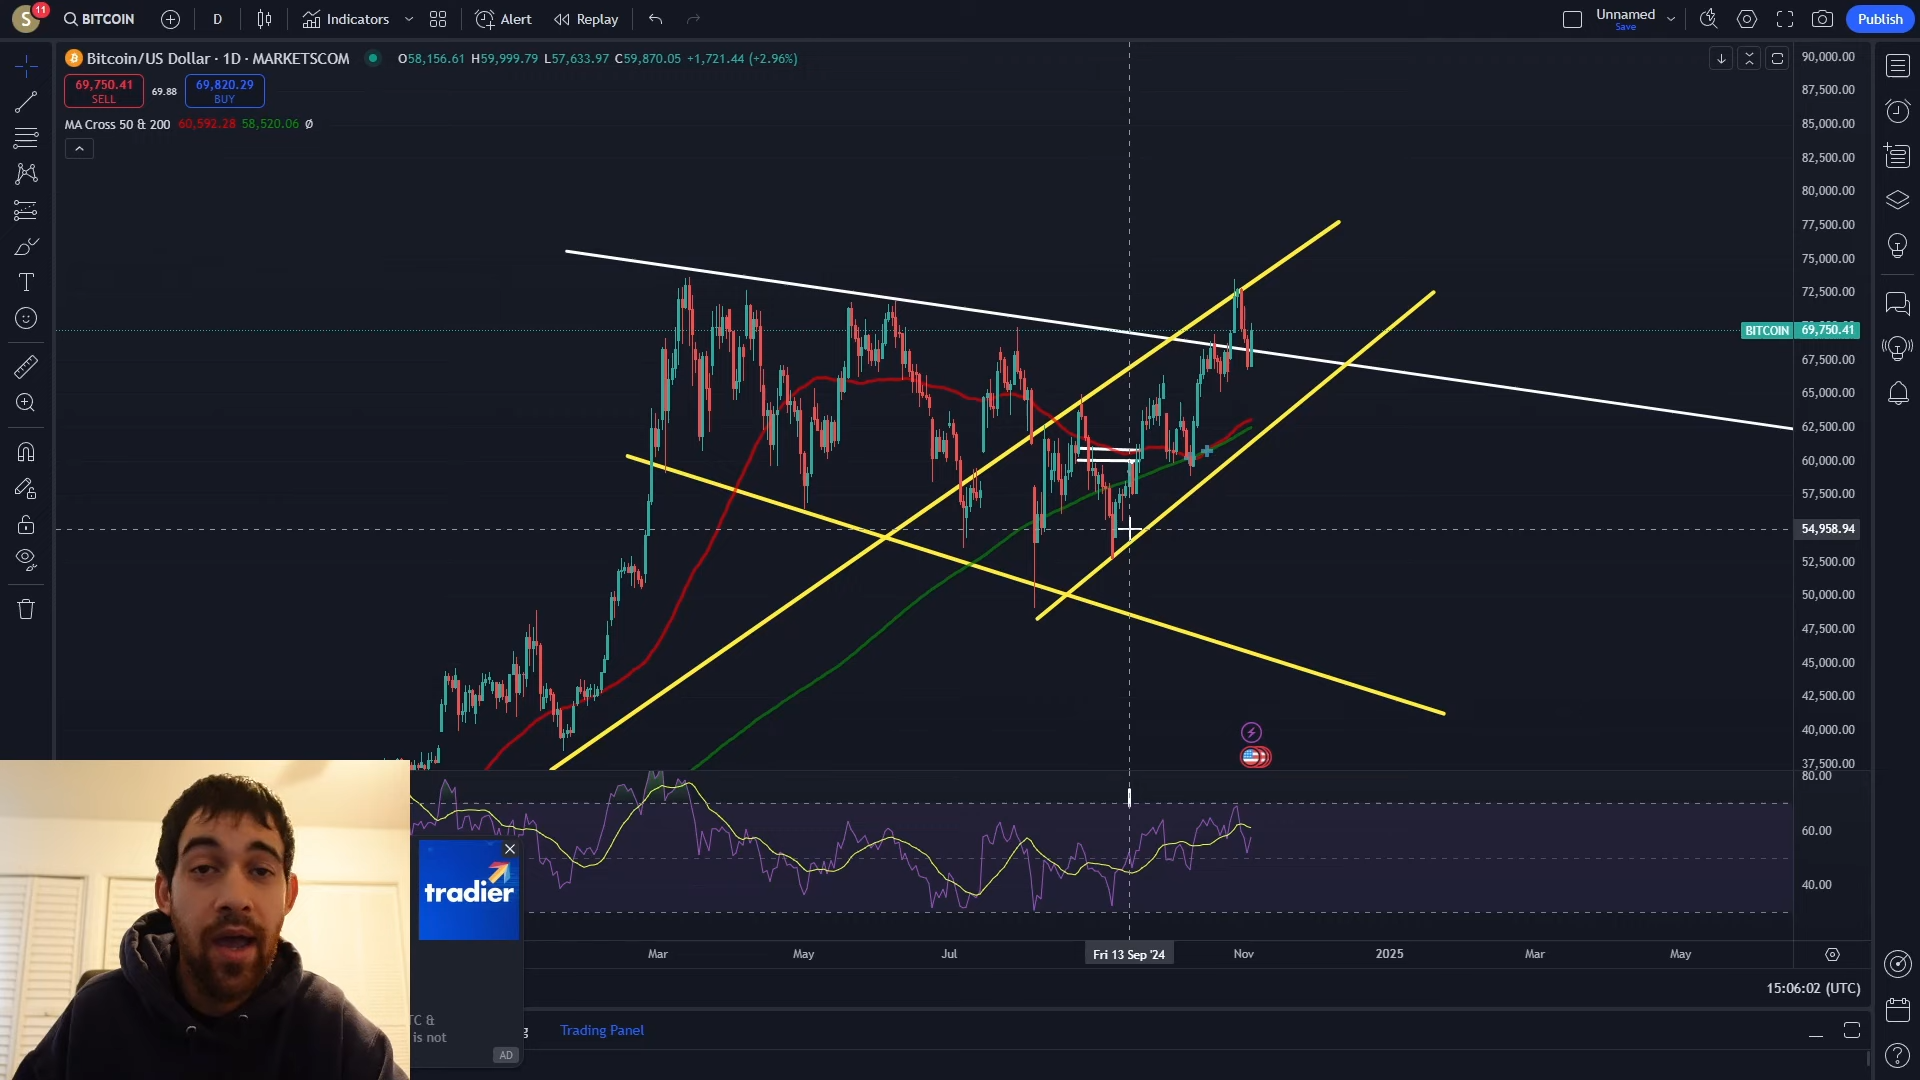 S 11 BITCOIN D Indicators Alert Replay Unnamed Save Publish
Bitcoin/US Dollar · 1D · MARKETSCOM O58,156.61 H59,999.79 L57,633.97 C59,870.05 +1,721.44 (+2.96%)
69,750.41 SELL 69.88 69,820.29 BUY
MA Cross 50 & 200 60,592.28 58,520.06 Ø
90,000.00
87,500.00
85,000.00
82,500.00
80,000.00
77,500.00
75,000.00
72,500.00
BITCOIN 69,750.41
67,500.00
65,000.00
62,500.00
60,000.00
57,500.00
54,958.94
52,500.00
50,000.00
47,500.00
45,000.00
42,500.00
40,000.00
37,500.00
80.00
60.00
40.00
tradier
Mar May Jul Fri 13 Sep '24 Nov 2025 Mar May
15:06:02 (UTC)
TC &
is not
g Trading Panel
AD